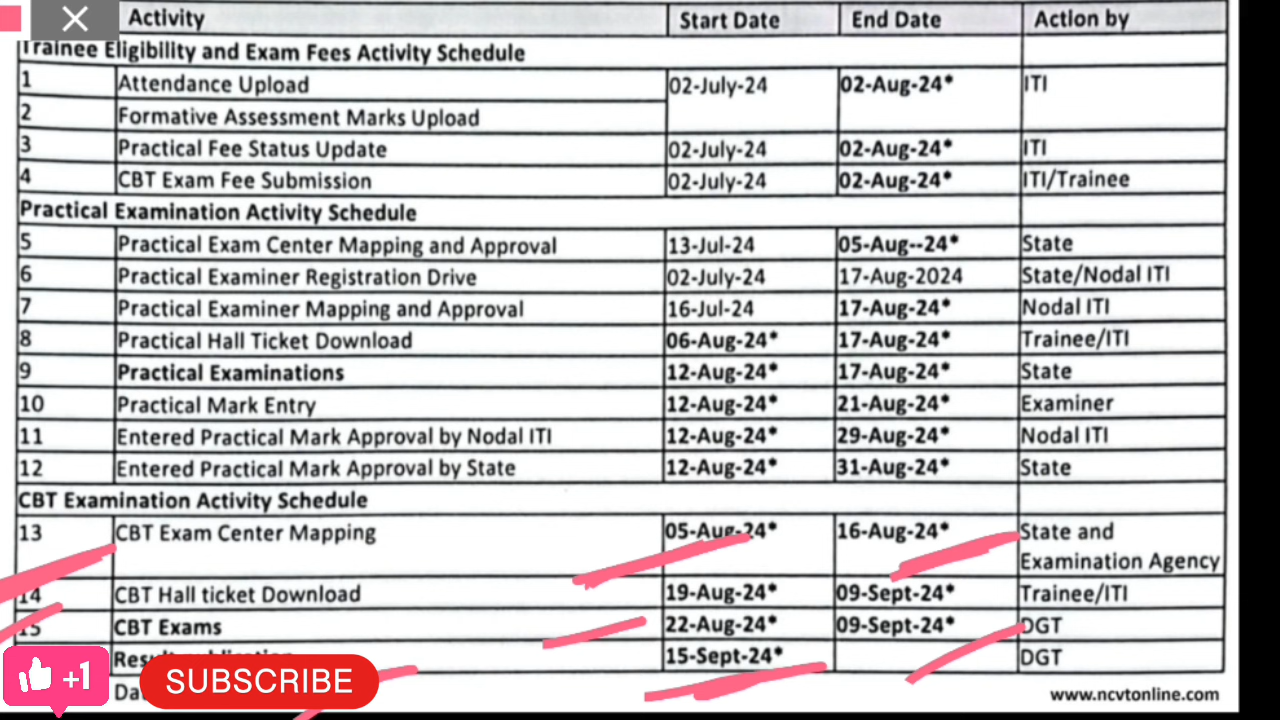 Activity Start Date End Date Action by
Trainee Eligibility and Exam Fees Activity Schedule
1 Attendance Upload 02-July-24 02-Aug-24* ITI
2 Formative Assessment Marks Upload
3 Practical Fee Status Update 02-July-24 02-Aug-24* ITI
4 CBT Exam Fee Submission 02-July-24 02-Aug-24* ITI/Trainee
Practical Examination Activity Schedule
5 Practical Exam Center Mapping and Approval 13-Jul-24 05-Aug--24* State
6 Practical Examiner Registration Drive 02-July-24 17-Aug-2024 State/Nodal ITI
7 Practical Examiner Mapping and Approval 16-Jul-24 17-Aug-24* Nodal ITI
8 Practical Hall Ticket Download 06-Aug-24* 17-Aug-24* Trainee/ITI
9 Practical Examinations 12-Aug-24* 17-Aug-24* State
10 Practical Mark Entry 12-Aug-24* 21-Aug-24* Examiner
11 Entered Practical Mark Approval by Nodal ITI 12-Aug-24* 29-Aug-24* Nodal ITI
12 Entered Practical Mark Approval by State 12-Aug-24* 31-Aug-24* State
CBT Examination Activity Schedule
13 CBT Exam Center Mapping 05-Aug-24* 16-Aug-24* State and
Examination Agency
14 CBT Hall ticket Download 19-Aug-24* 09-Sept-24* Trainee/ITI
15 CBT Exams 22-Aug-24* 09-Sept-24* DGT
15-Sept-24* DGT
+1 SUBSCRIBE
www.ncvtonline.com